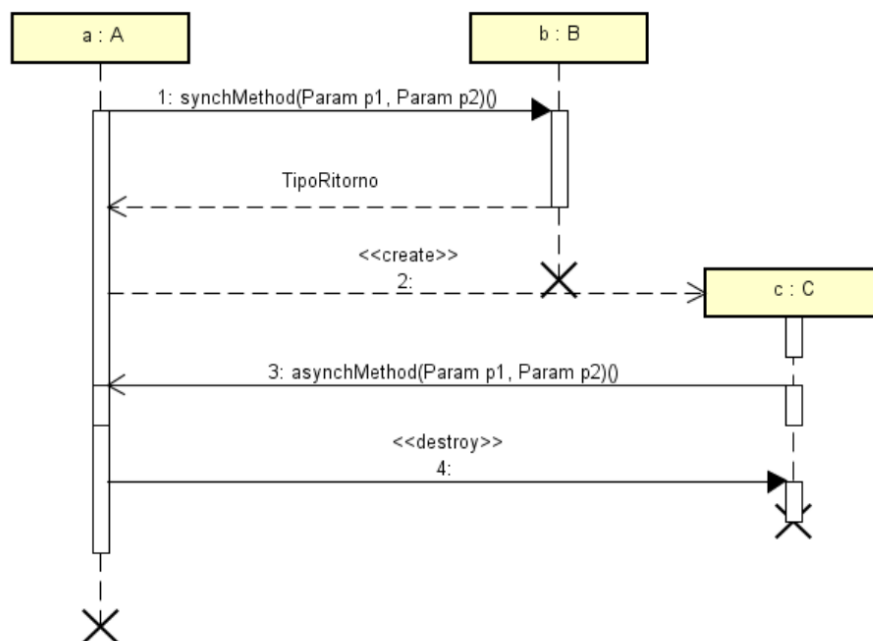 a : A
b : B
1: synchMethod(Param p1, Param p2)()
TipoRitorno
<<create>>
2:
c : C
3: asynchMethod(Param p1, Param p2)()
<<destroy>>
4: